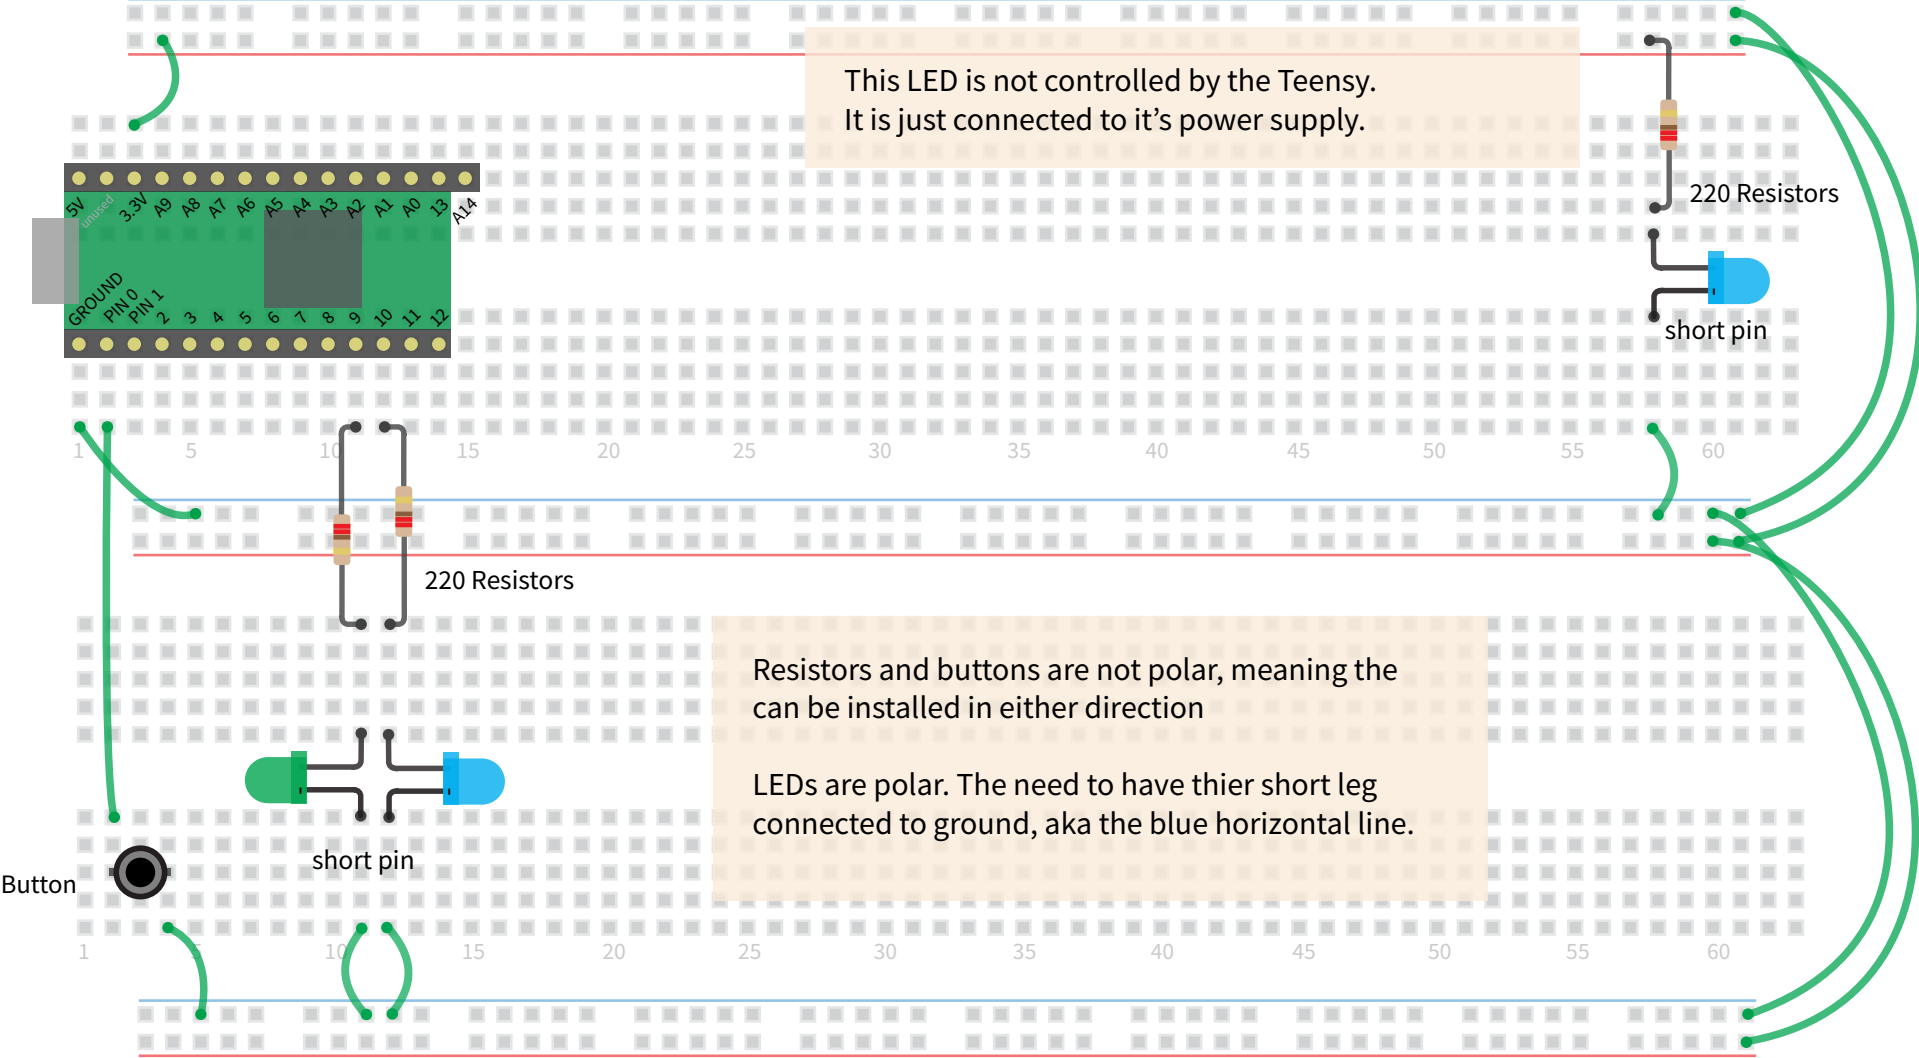 This LED is not controlled by the Teensy.
It is just connected to it’s power supply.
220 Resistors
5V unused 3.3V A9 A8 A7 A6 A5 A4 A3 A2 A1 A0 13 A14
GROUND PIN 0 PIN 1 2 3 4 5 6 7 8 9 10 11 12
short pin
1 5 10 15 20 25 30 35 40 45 50 55 60
220 Resistors
Resistors and buttons are not polar, meaning the
can be installed in either direction
LEDs are polar. The need to have thier short leg
connected to ground, aka the blue horizontal line.
short pin
Button
1 5 10 15 20 25 30 35 40 45 50 55 60